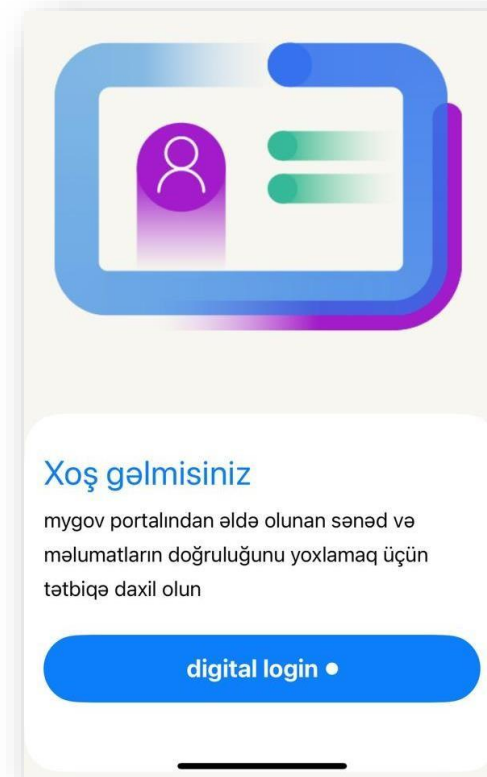 Xoş gəlmisiniz
mygov portalından əldə olunan sənəd və
məlumatların doğruluğunu yoxlamaq üçün
tətbiqə daxil olun
digital login